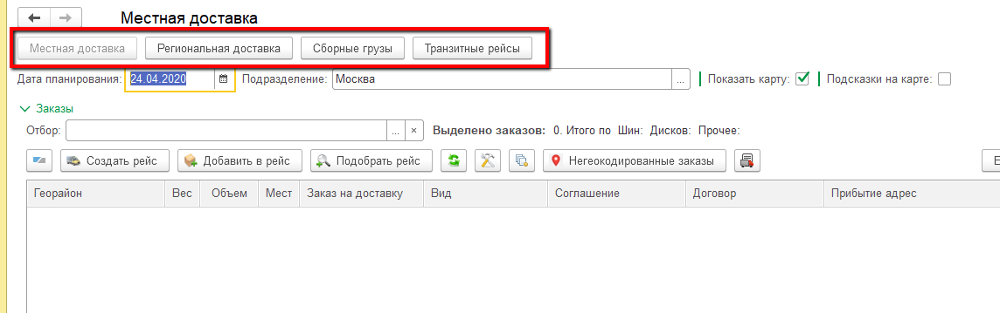 Местная доставка
Местная доставка Региональная доставка Сборные грузы Транзитные рейсы
Дата планирования: 24.04.2020 Подразделение: Москва ... Показать карту: Подсказки на карте:
Заказы
Отбор: ... × Выделено заказов: 0. Итого по Шин: Дисков: Прочее:
Создать рейс Добавить в рейс Подобрать рейс Негеокодированные заказы
Георайон Вес Объем Мест Заказ на доставку Вид Соглашение Договор Прибытие адрес